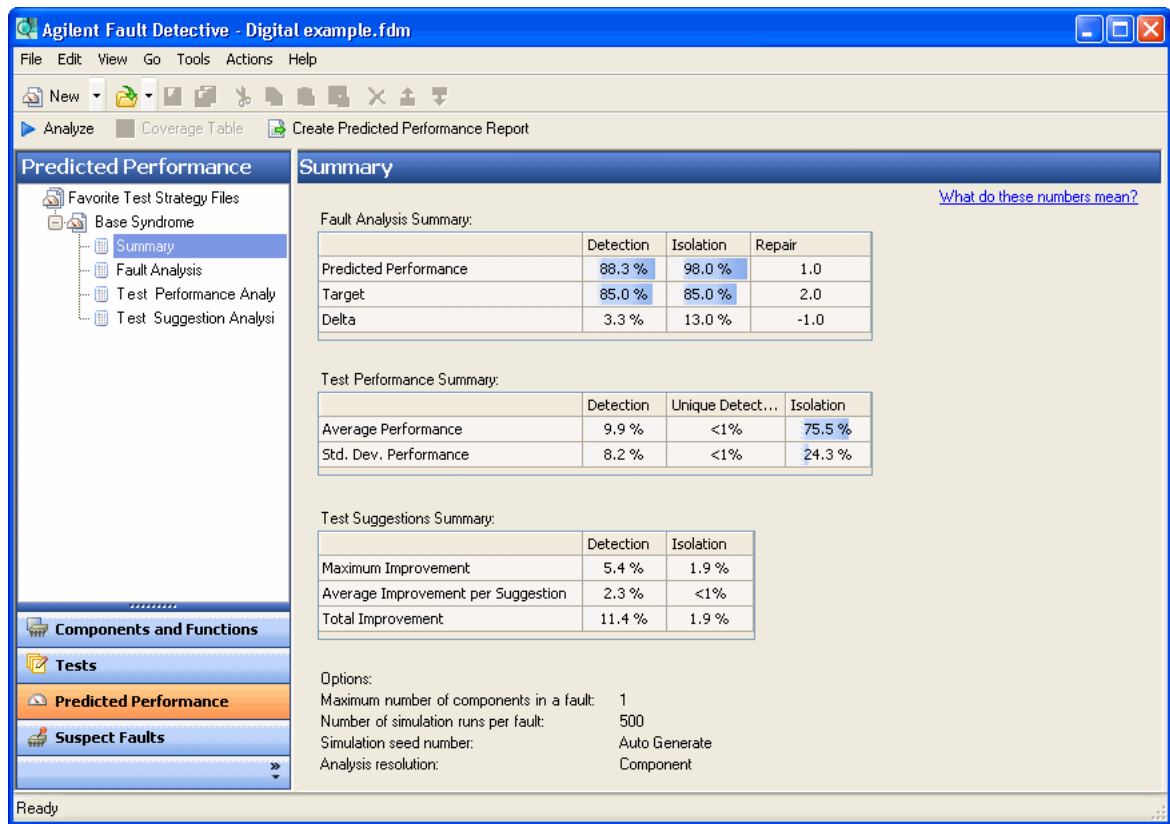 Agilent Fault Detective - Digital example.fdm
File Edit View Go Tools Actions Help
New
Analyze Coverage Table Create Predicted Performance Report
Predicted Performance
Favorite Test Strategy Files
Base Syndrome
Summary
Fault Analysis
Test Performance Analy
Test Suggestion Analysi
Components and Functions
Tests
Predicted Performance
Suspect Faults
Summary
What do these numbers mean?
Fault Analysis Summary:
Detection Isolation Repair
Predicted Performance 88.3 % 98.0 % 1.0
Target 85.0 % 85.0 % 2.0
Delta 3.3 % 13.0 % -1.0
Test Performance Summary:
Detection Unique Detect... Isolation
Average Performance 9.9 % <1% 75.5 %
Std. Dev. Performance 8.2 % <1% 24.3 %
Test Suggestions Summary:
Detection Isolation
Maximum Improvement 5.4 % 1.9 %
Average Improvement per Suggestion 2.3 % <1%
Total Improvement 11.4 % 1.9 %
Options:
Maximum number of components in a fault: 1
Number of simulation runs per fault: 500
Simulation seed number: Auto Generate
Analysis resolution: Component
Ready